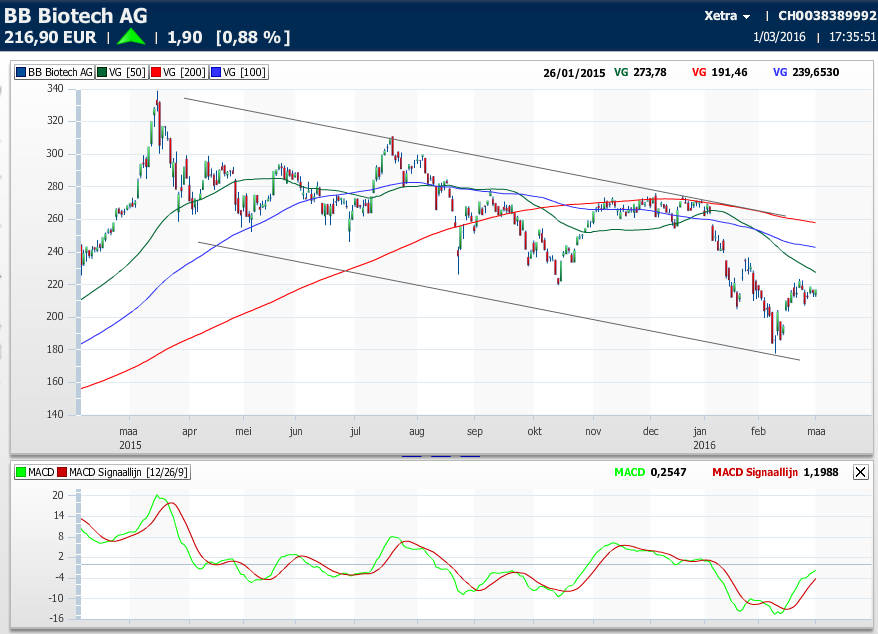 BB Biotech AG
Xetra | CH0038389992
216,90 EUR | | 1,90 [0,88 %]
1/03/2016 | 17:35:51
BB Biotech AG VG [50] VG [200] VG [100]
26/01/2015 VG 273,78 VG 191,46 VG 239,6530
340
320
300
280
260
240
220
200
180
160
140
maa apr mei jun jul aug sep okt nov dec jan feb maa
2015 2016
MACD MACD Signaallijn [12/26/9]
MACD 0,2547 MACD Signaallijn 1,1988
20
14
8
2
-4
-10
-16